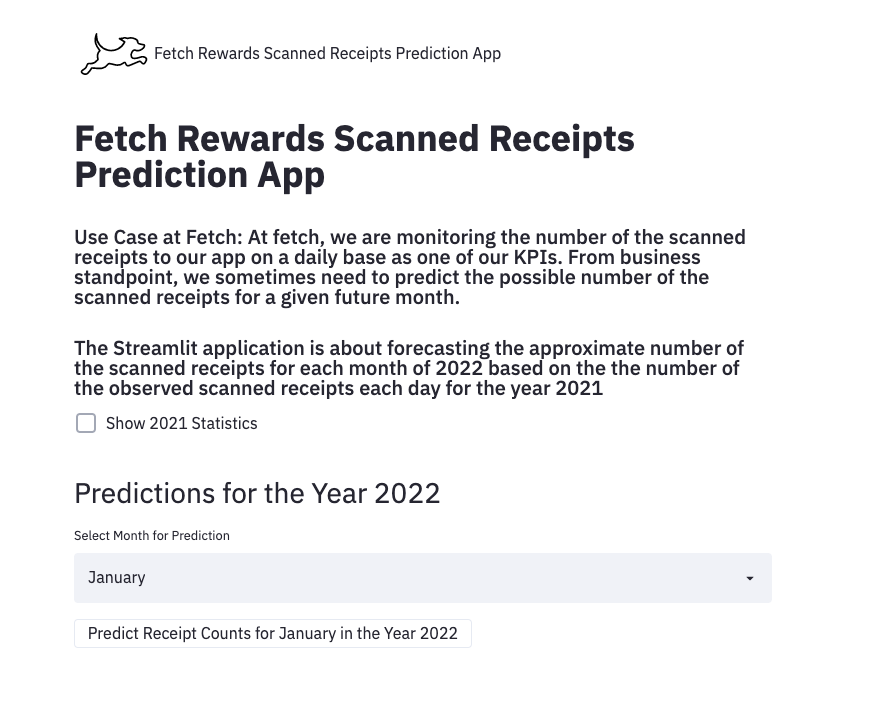 Fetch Rewards Scanned Receipts Prediction App
Fetch Rewards Scanned Receipts
Prediction App
Use Case at Fetch: At fetch, we are monitoring the number of the scanned
receipts to our app on a daily base as one of our KPIs. From business
standpoint, we sometimes need to predict the possible number of the
scanned receipts for a given future month.
The Streamlit application is about forecasting the approximate number of
the scanned receipts for each month of 2022 based on the the number of
the observed scanned receipts each day for the year 2021
Show 2021 Statistics
Predictions for the Year 2022
Select Month for Prediction
January
Predict Receipt Counts for January in the Year 2022